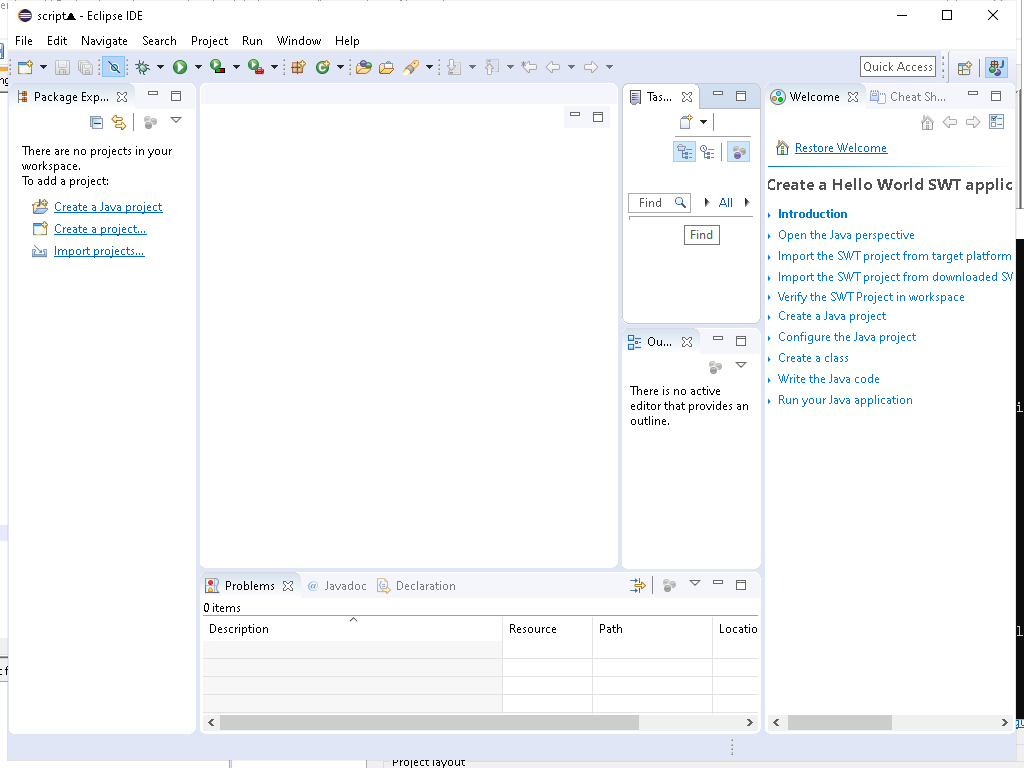 script▲ - Eclipse IDE
File Edit Navigate Search Project Run Window Help
Quick Access
Package Exp...
There are no projects in your
workspace.
To add a project:
Create a Java project
Create a project...
Import projects...
Tas...
Find
All
Find
Ou...
There is no active
editor that provides an
outline.
Welcome
Cheat Sh...
Restore Welcome
Create a Hello World SWT applic
Introduction
Open the Java perspective
Import the SWT project from target platform
Import the SWT project from downloaded SV
Verify the SWT Project in workspace
Create a Java project
Configure the Java project
Create a class
Write the Java code
Run your Java application
Problems
@ Javadoc
Declaration
0 items
Description Resource Path Locatio
Project layout